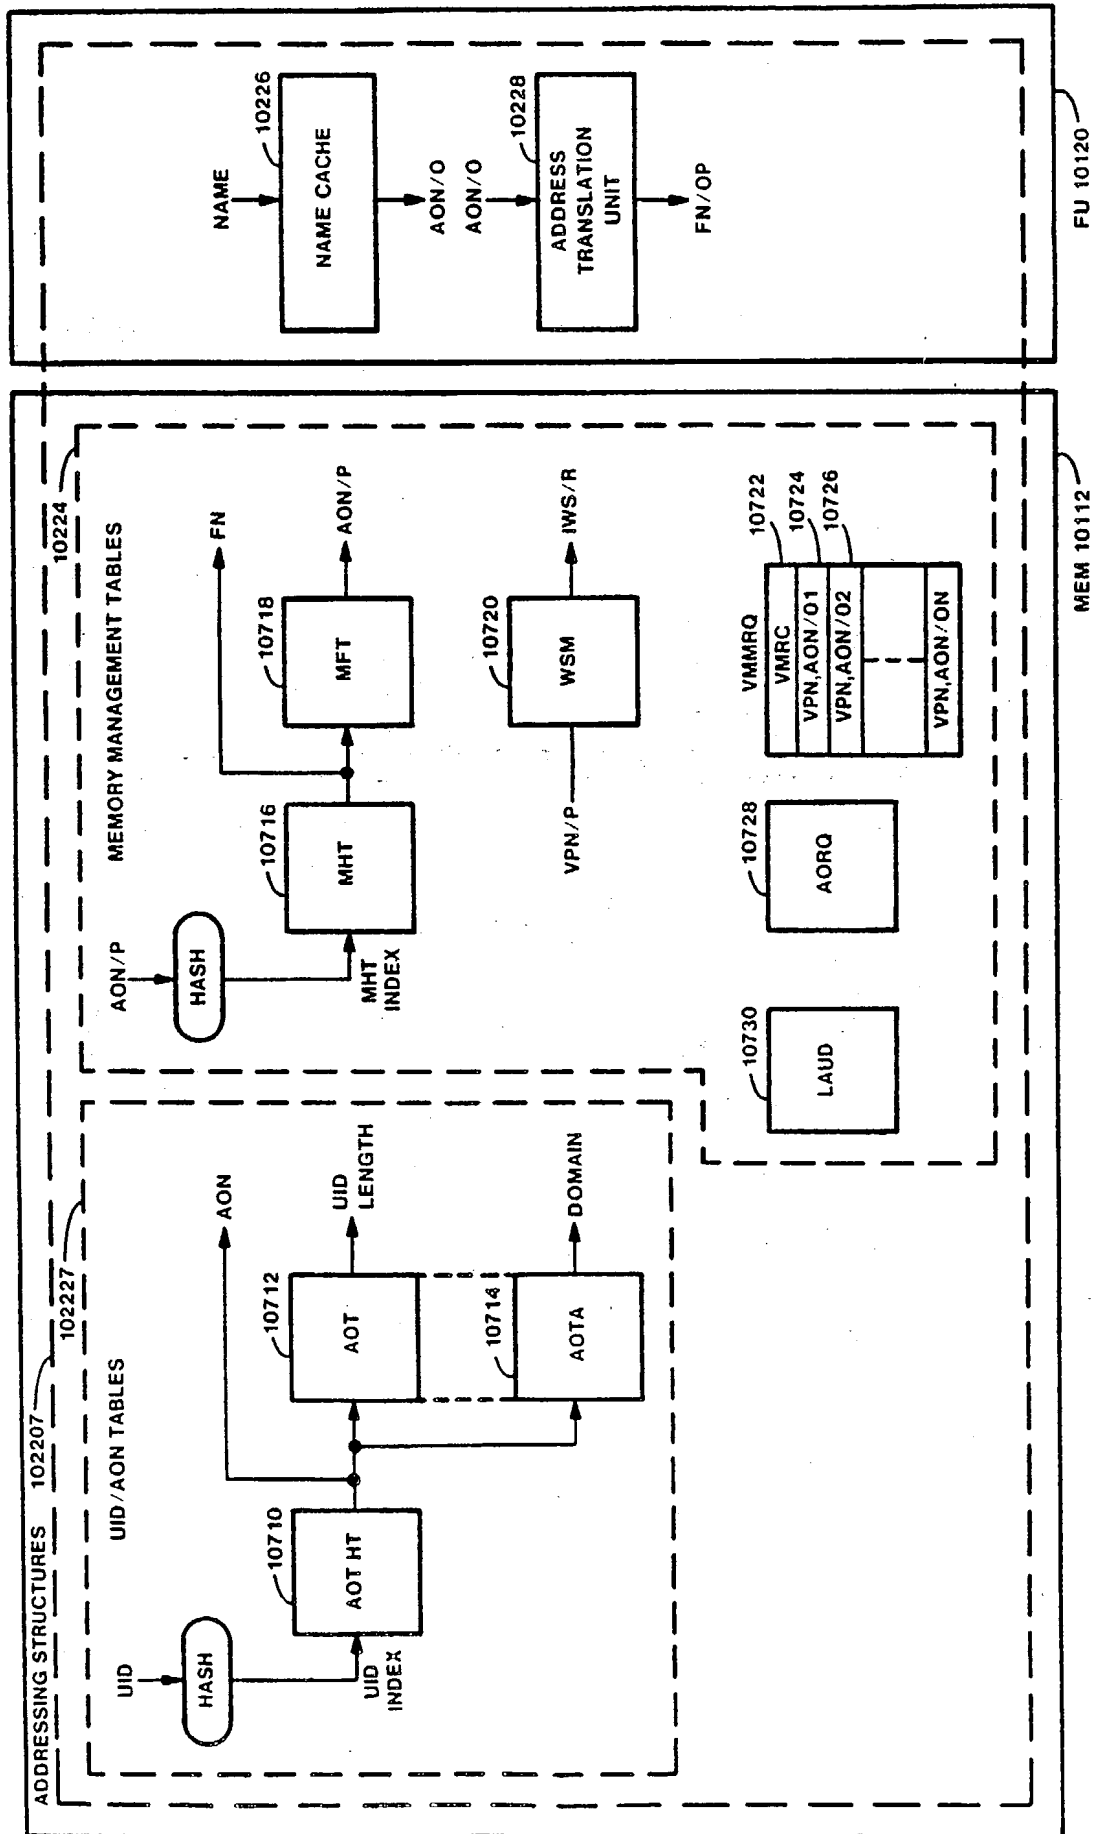 ADDRESSING STRUCTURES 102207
102227
UID/AON TABLES
UID
HASH
UID
INDEX
10710
AOT HT
AON
10712
AOT
UID
LENGTH
10714
AOTA
DOMAIN
10224
MEMORY MANAGEMENT TABLES
AON/P
HASH
MHT
INDEX
10716
MHT
FN
10718
MFT
AON/P
VPN/P
10720
WSM
IWS/R
10730
LAUD
10728
AORQ
VMMRQ
VMRC
10722
VPN,AON/O1
10724
VPN,AON/O2
10726
VPN,AON/ON
MEM 10112
NAME
10226
NAME CACHE
AON/O
AON/O
10228
ADDRESS
TRANSLATION
UNIT
FN/OP
FU 10120